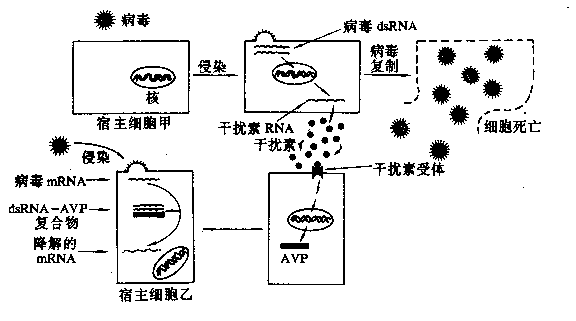 病毒
核
宿主细胞甲
侵染
病毒 dsRNA
干扰素 RNA
病毒
复制
细胞死亡
干扰素
干扰素受体
AVP
侵染
病毒 mRNA
dsRNA-AVP
复合物
降解的
mRNA
宿主细胞乙